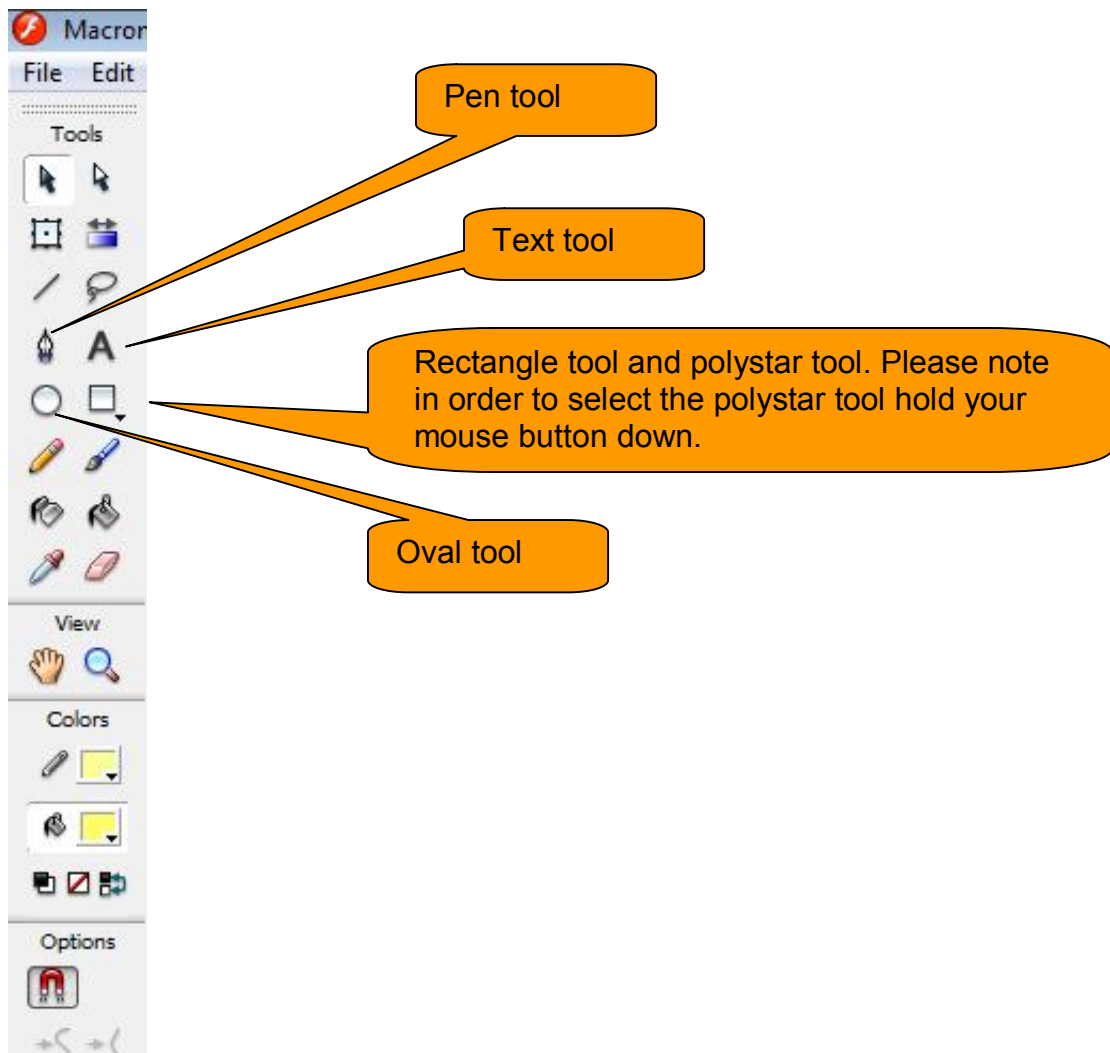 Macror
File Edit
Tools
Pen tool
Text tool
A
Rectangle tool and polystar tool. Please note
in order to select the polystar tool hold your
mouse button down.
Oval tool
View
Colors
Options